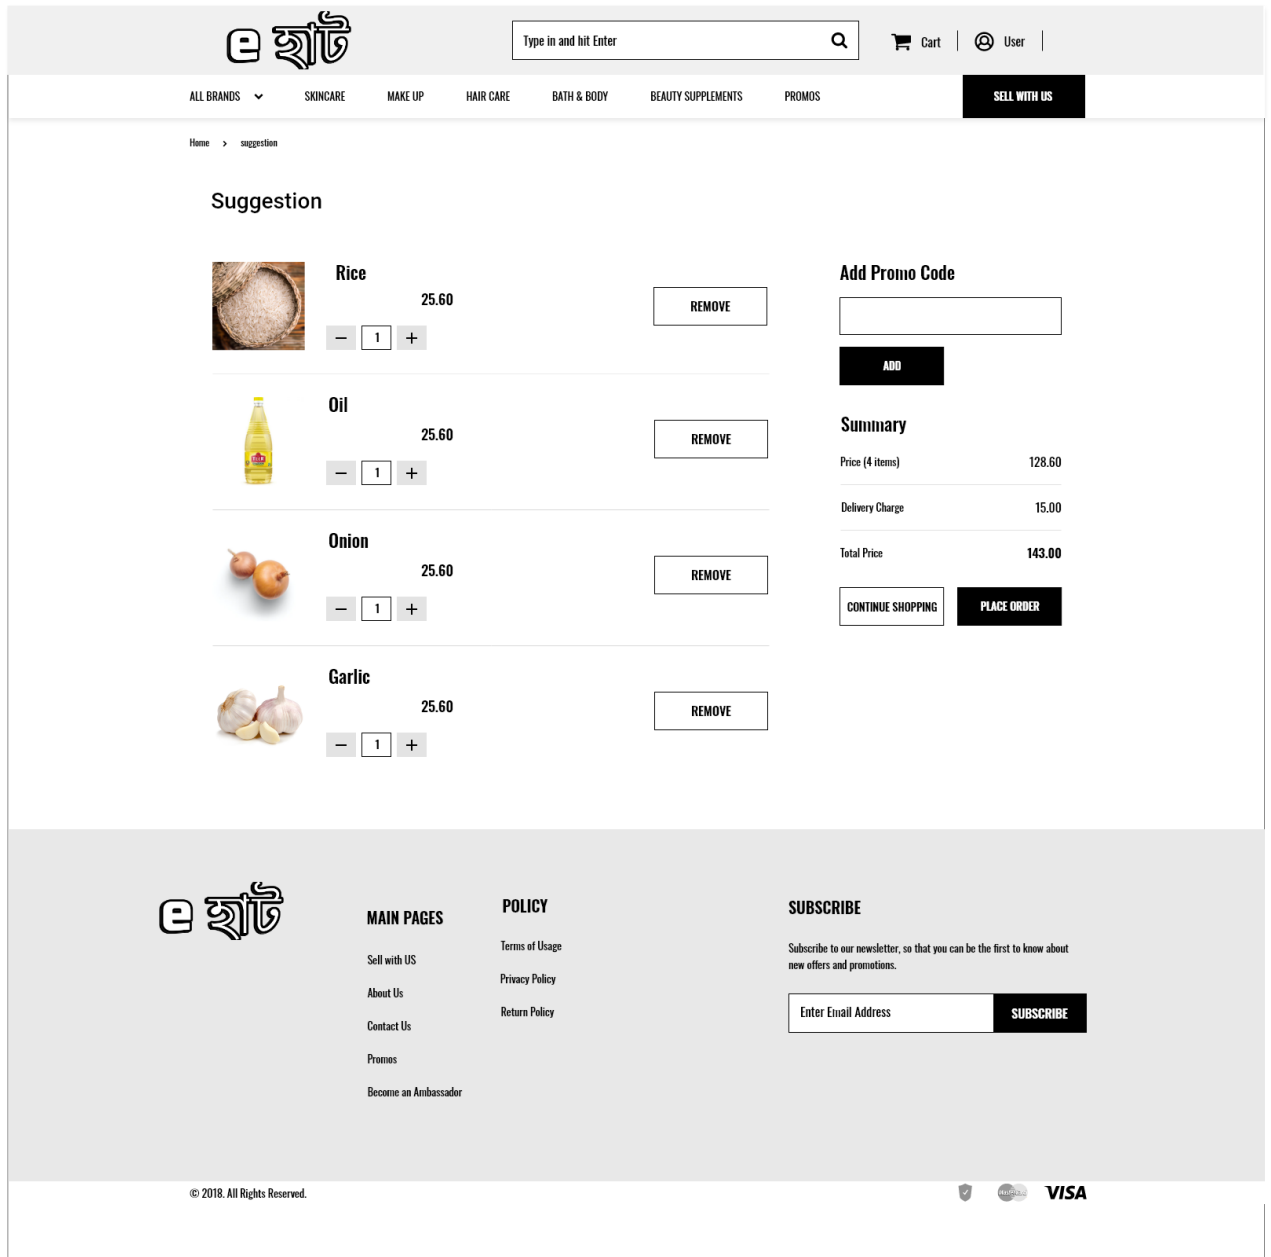 e হাট
Type in and hit Enter
Cart
User
ALL BRANDS
SKINCARE
MAKE UP
HAIR CARE
BATH & BODY
BEAUTY SUPPLEMENTS
PROMOS
SELL WITH US
Home > suggestion
Suggestion
Rice
25.60
REMOVE
− 1 +
Oil
25.60
REMOVE
− 1 +
Onion
25.60
REMOVE
− 1 +
Garlic
25.60
REMOVE
− 1 +
Add Promo Code
ADD
Summary
Price (4 items) 128.60
Delivery Charge 15.00
Total Price 143.00
CONTINUE SHOPPING
PLACE ORDER
e হাট
MAIN PAGES
Sell with US
About Us
Contact Us
Promos
Become an Ambassador
POLICY
Terms of Usage
Privacy Policy
Return Policy
SUBSCRIBE
Subscribe to our newsletter, so that you can be the first to know about
new offers and promotions.
Enter Email Address
SUBSCRIBE
© 2018. All Rights Reserved.
VISA